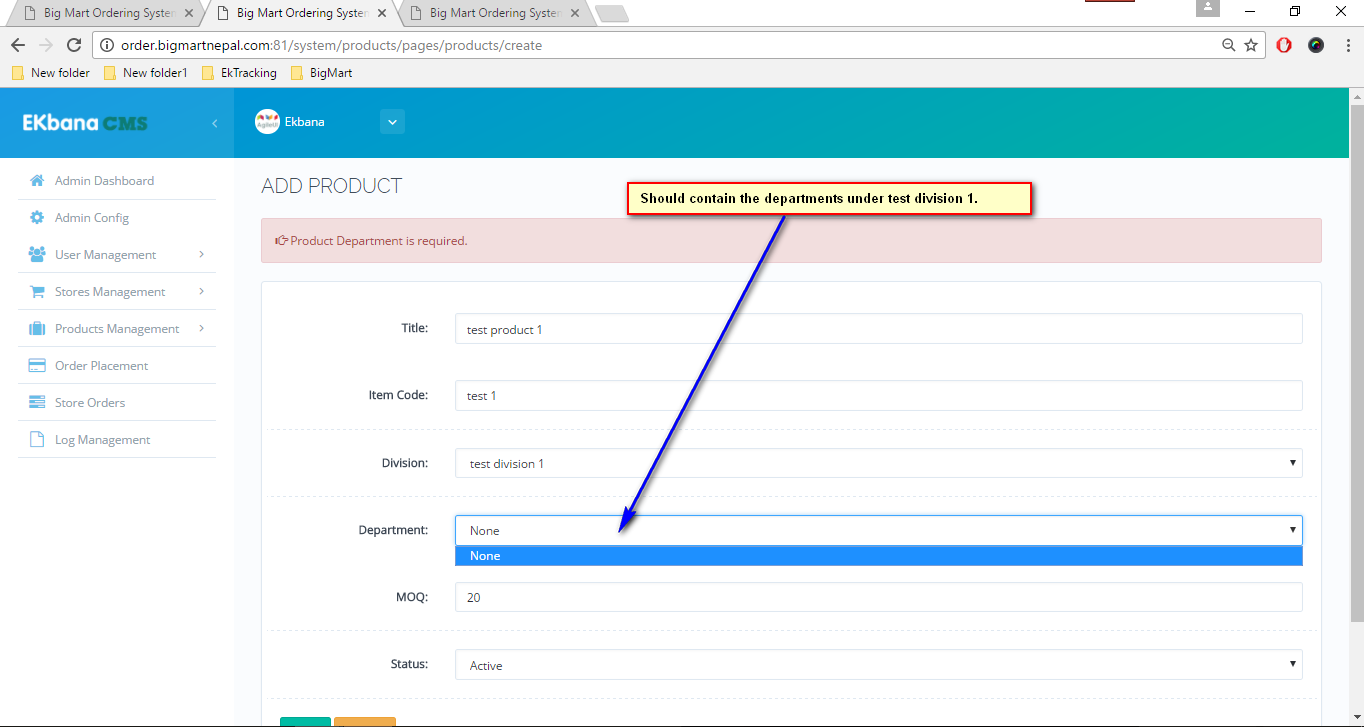 Big Mart Ordering System
Big Mart Ordering System
Big Mart Ordering System
order.bigmartnepal.com:81/system/products/pages/products/create
New folder
New folder1
EkTracking
BigMart
EKbana CMS
Ekbana
Admin Dashboard
Admin Config
User Management
Stores Management
Products Management
Order Placement
Store Orders
Log Management
ADD PRODUCT
Should contain the departments under test division 1.
Product Department is required.
Title:
test product 1
Item Code:
test 1
Division:
test division 1
Department:
None
None
MOQ:
20
Status:
Active